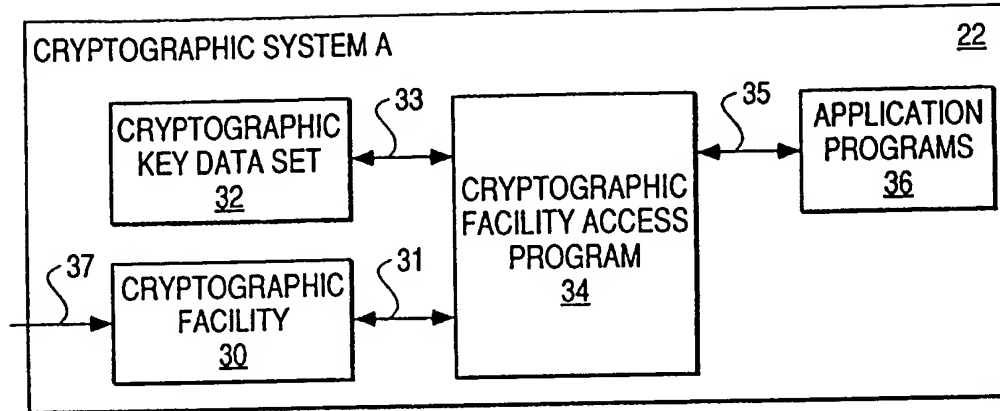 CRYPTOGRAPHIC SYSTEM A
22
CRYPTOGRAPHIC
KEY DATA SET
32
33
CRYPTOGRAPHIC
FACILITY ACCESS
PROGRAM
34
35
APPLICATION
PROGRAMS
36
37
CRYPTOGRAPHIC
FACILITY
30
31